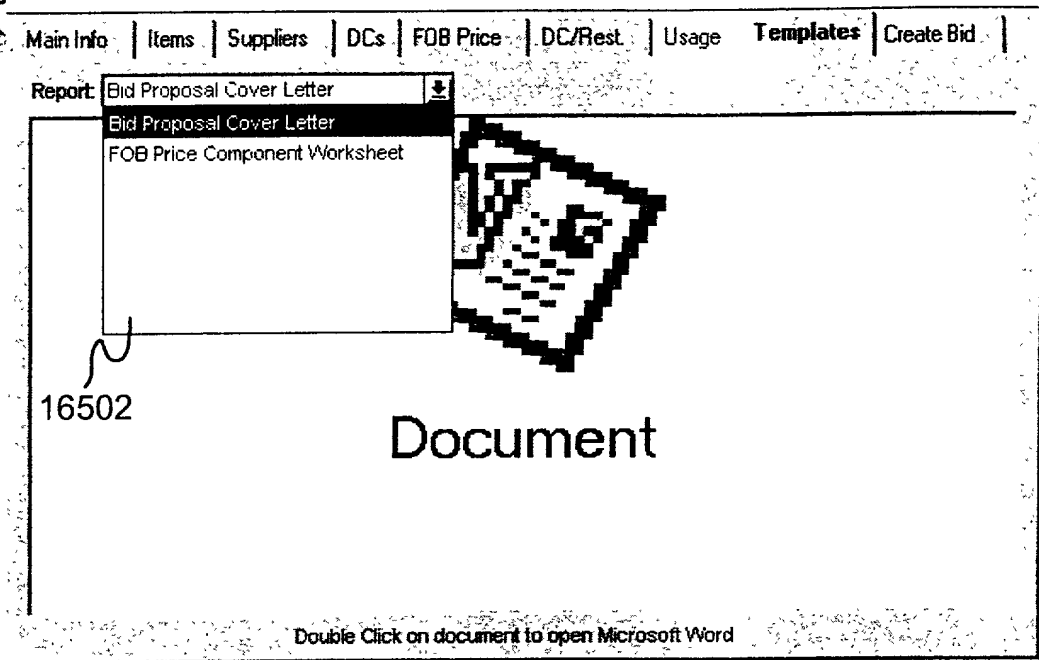 Main Info Items Suppliers DCs FOB Price DC/Rest. Usage Templates Create Bid
Report: Bid Proposal Cover Letter
Bid Proposal Cover Letter
FOB Price Component Worksheet
16502
Document
Double Click on document to open Microsoft Word